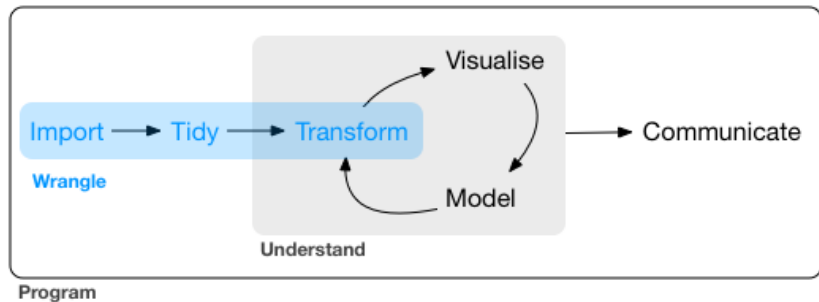 Visualise
Import
Tidy
Transform
Communicate
Wrangle
Model
Understand
Program